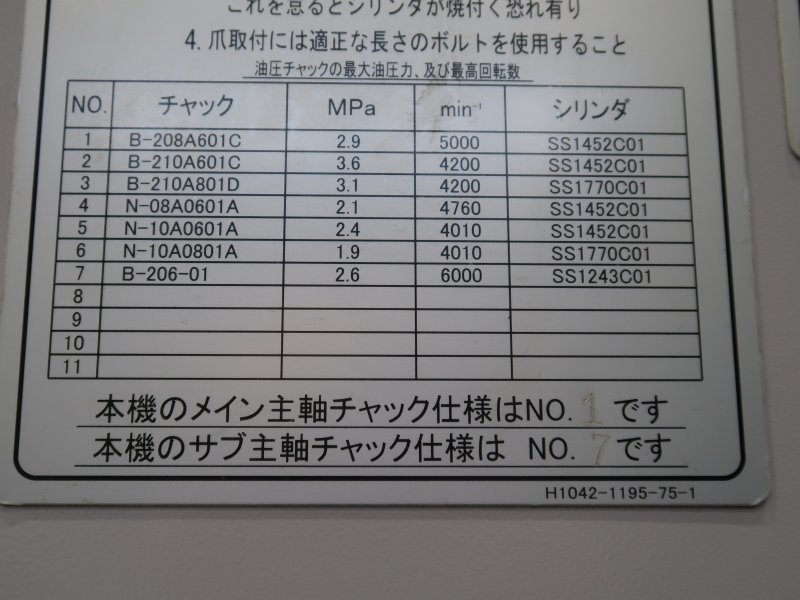 これを怠るとシリンダが焼付く恐れ有り
4. 爪取付には適正な長さのボルトを使用すること
油圧チャックの最大油圧力、及び最高回転数
NO. チャック MPa min⁻¹ シリンダ
1 B-208A601C 2.9 5000 SS1452C01
2 B-210A601C 3.6 4200 SS1452C01
3 B-210A801D 3.1 4200 SS1770C01
4 N-08A0601A 2.1 4760 SS1452C01
5 N-10A0601A 2.4 4010 SS1452C01
6 N-10A0801A 1.9 4010 SS1770C01
7 B-206-01 2.6 6000 SS1243C01
8
9
10
11
本機のメイン主軸チャック仕様はNO. 1 です
本機のサブ主軸チャック仕様は NO. 7 です
H1042-1195-75-1